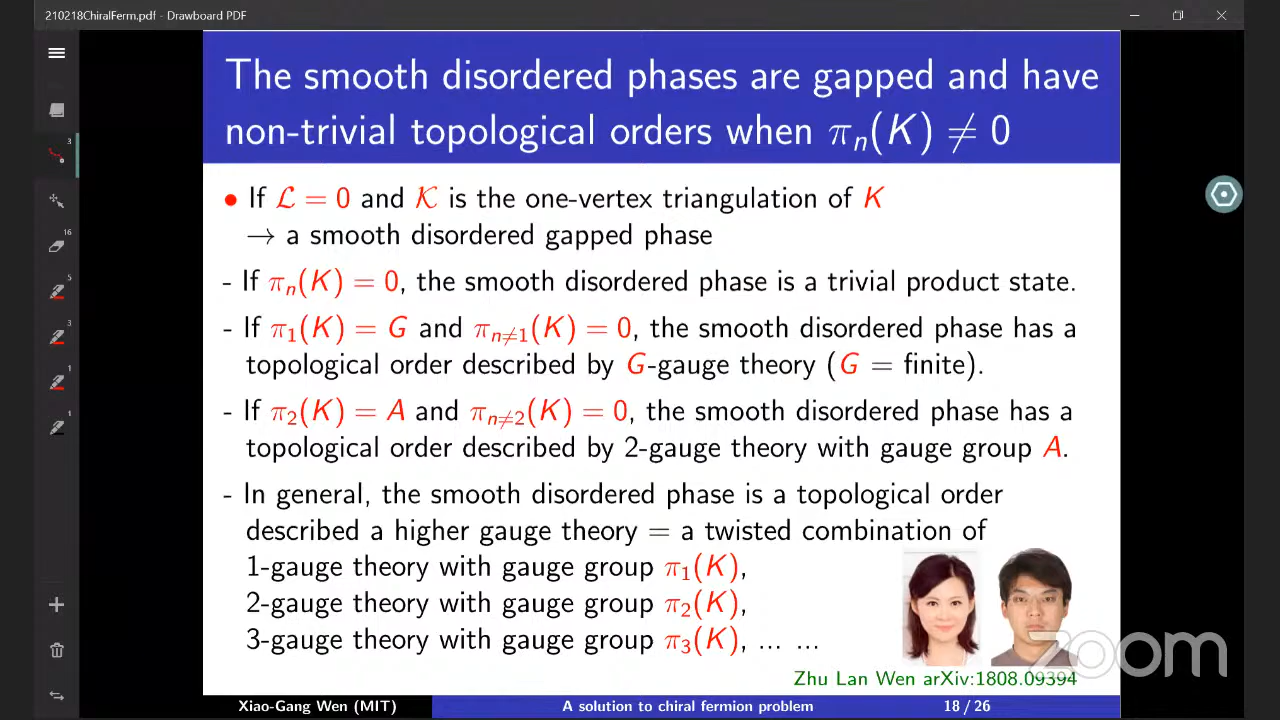 210218ChiralFerm.pdf - Drawboard PDF
The smooth disordered phases are gapped and have
non-trivial topological orders when πₙ(K) ≠ 0
• If ℒ = 0 and 𝒦 is the one-vertex triangulation of K
→ a smooth disordered gapped phase
- If πₙ(K) = 0, the smooth disordered phase is a trivial product state.
- If π₁(K) = G and πₙ≠₁(K) = 0, the smooth disordered phase has a
topological order described by G-gauge theory (G = finite).
- If π₂(K) = A and πₙ≠₂(K) = 0, the smooth disordered phase has a
topological order described by 2-gauge theory with gauge group A.
- In general, the smooth disordered phase is a topological order
described a higher gauge theory = a twisted combination of
1-gauge theory with gauge group π₁(K),
2-gauge theory with gauge group π₂(K),
3-gauge theory with gauge group π₃(K), ... ...
zoom
Zhu Lan Wen arXiv:1808.09394
Xiao-Gang Wen (MIT) A solution to chiral fermion problem 18 / 26
3
16
5
3
1
1